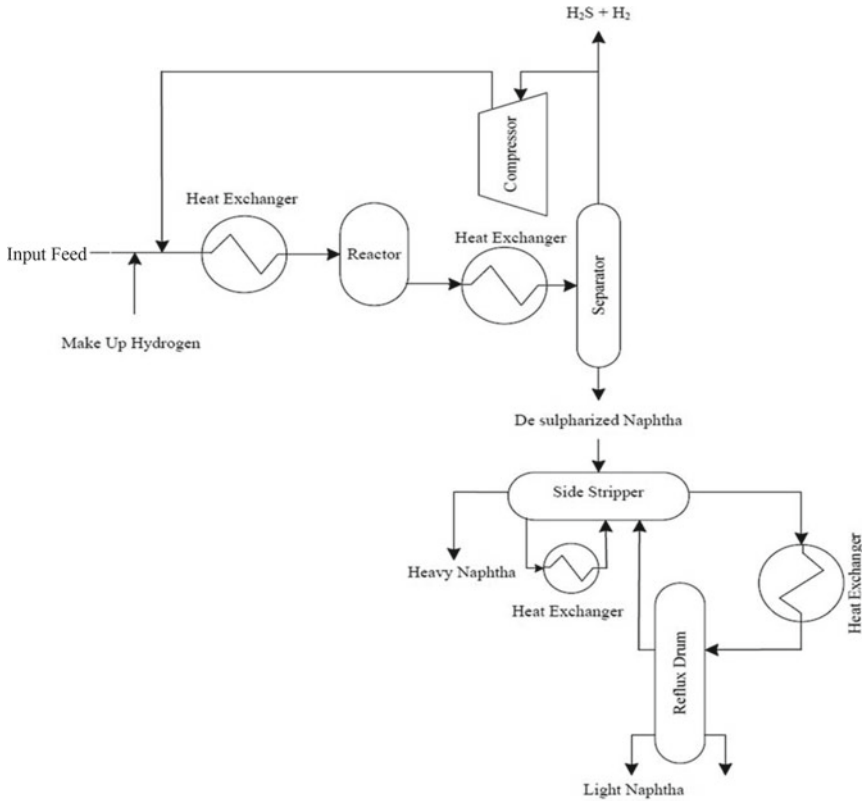 H₂S + H₂
Compressor
Heat Exchanger
Input Feed
Reactor
Heat Exchanger
Separator
Make Up Hydrogen
De sulpharized Naphtha
Side Stripper
Heavy Naphtha
Heat Exchanger
Heat Exchanger
Reflux Drum
Light Naphtha